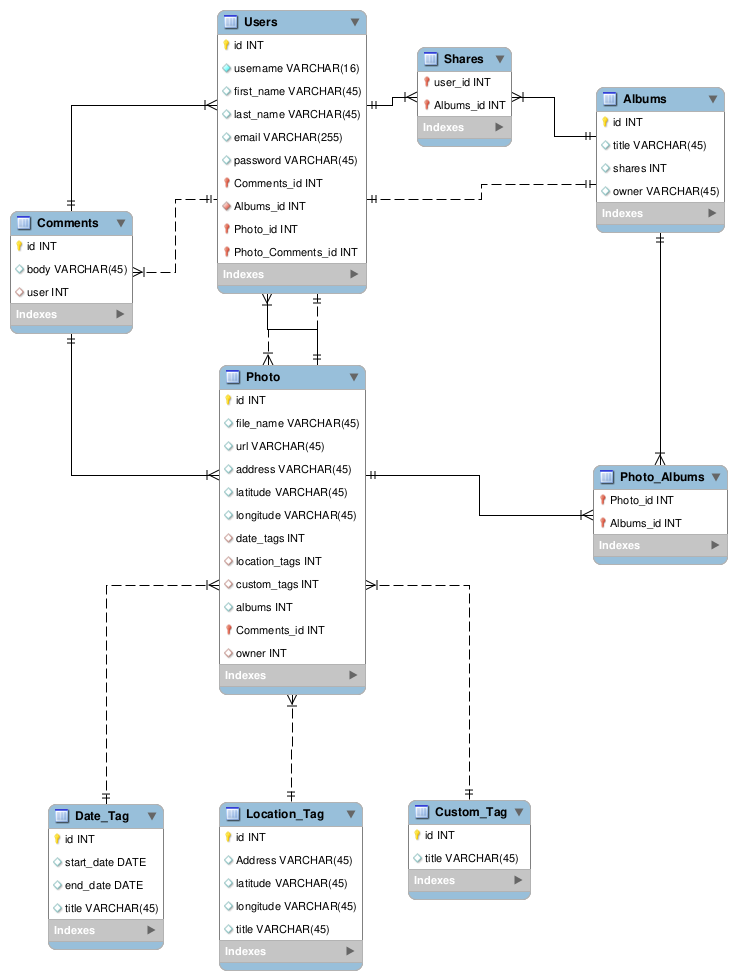 Users
id INT
username VARCHAR(16)
first_name VARCHAR(45)
last_name VARCHAR(45)
email VARCHAR(255)
password VARCHAR(45)
Comments_id INT
Albums_id INT
Photo_id INT
Photo_Comments_id INT
Indexes
Shares
user_id INT
Albums_id INT
Indexes
Albums
id INT
title VARCHAR(45)
shares INT
owner VARCHAR(45)
Indexes
Comments
id INT
body VARCHAR(45)
user INT
Indexes
Photo
id INT
file_name VARCHAR(45)
url VARCHAR(45)
address VARCHAR(45)
latitude VARCHAR(45)
longitude VARCHAR(45)
date_tags INT
location_tags INT
custom_tags INT
albums INT
Comments_id INT
owner INT
Indexes
Photo_Albums
Photo_id INT
Albums_id INT
Indexes
Date_Tag
id INT
start_date DATE
end_date DATE
title VARCHAR(45)
Indexes
Location_Tag
id INT
Address VARCHAR(45)
latitude VARCHAR(45)
longitude VARCHAR(45)
title VARCHAR(45)
Indexes
Custom_Tag
id INT
title VARCHAR(45)
Indexes